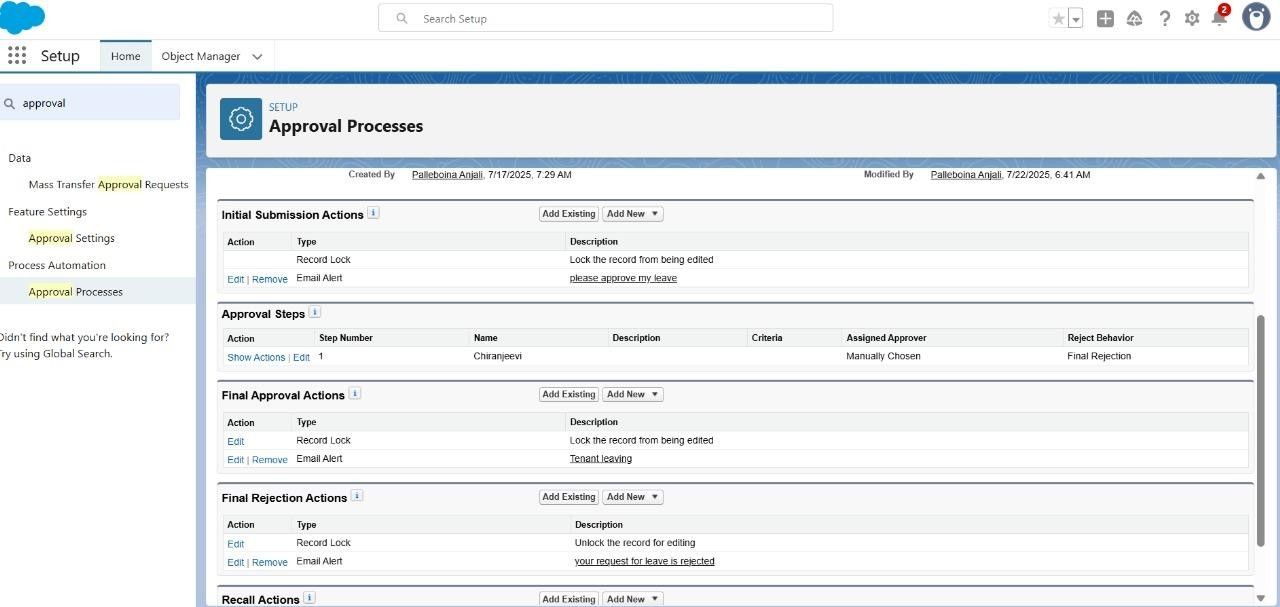 Search Setup
2
Setup
Home
Object Manager
approval
Data
Mass Transfer Approval Requests
Feature Settings
Approval Settings
Process Automation
Approval Processes
Didn't find what you're looking for?
Try using Global Search.
SETUP
Approval Processes
Created By Palleboina Anjali, 7/17/2025, 7:29 AM Modified By Palleboina Anjali, 7/22/2025, 6:41 AM
Initial Submission Actions i Add Existing Add New
Action Type Description
Record Lock Lock the record from being edited
Edit | Remove Email Alert please approve my leave
Approval Steps i
Action Step Number Name Description Criteria Assigned Approver Reject Behavior
Show Actions | Edit 1 Chiranjeevi Manually Chosen Final Rejection
Final Approval Actions i Add Existing Add New
Action Type Description
Edit Record Lock Lock the record from being edited
Edit | Remove Email Alert Tenant leaving
Final Rejection Actions i Add Existing Add New
Action Type Description
Edit Record Lock Unlock the record for editing
Edit | Remove Email Alert your request for leave is rejected
Recall Actions i Add Existing Add New